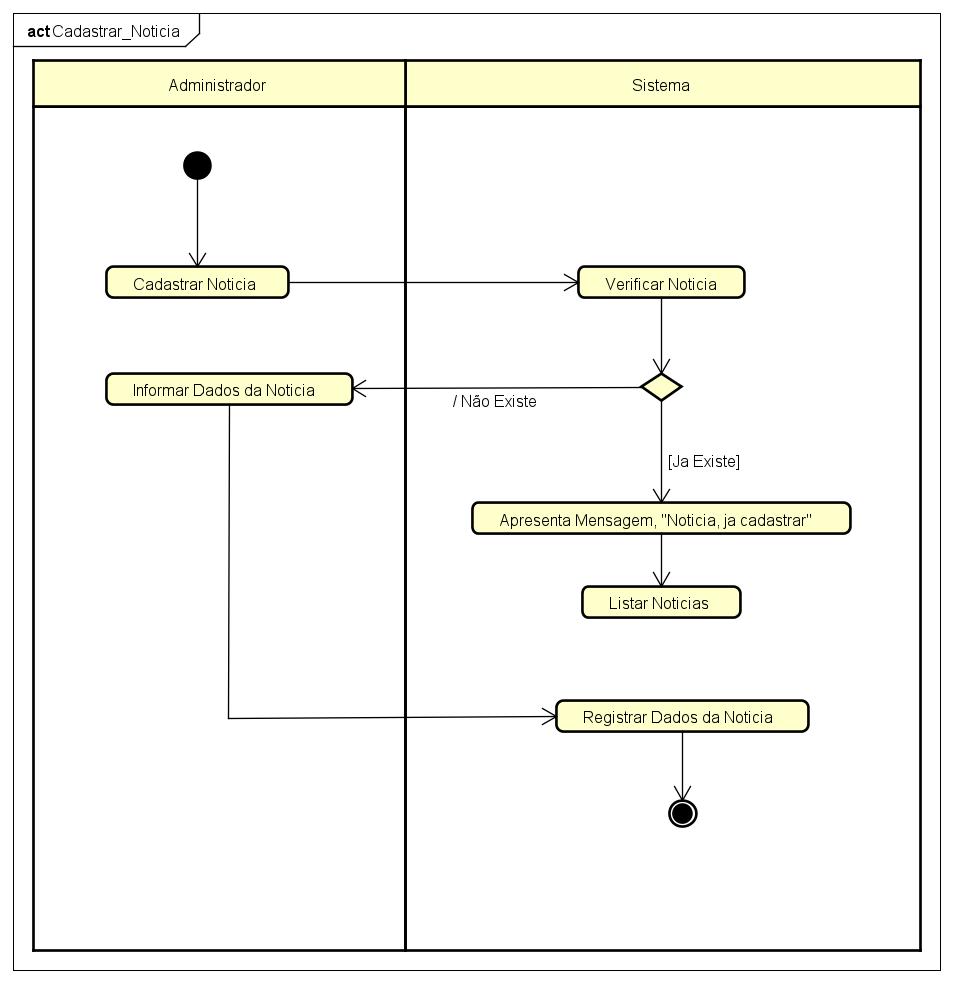 act Cadastrar_Noticia
Administrador
Sistema
Cadastrar Noticia
Verificar Noticia
Informar Dados da Noticia
/ Não Existe
[Ja Existe]
Apresenta Mensagem, "Noticia, ja cadastrar"
Listar Noticias
Registrar Dados da Noticia